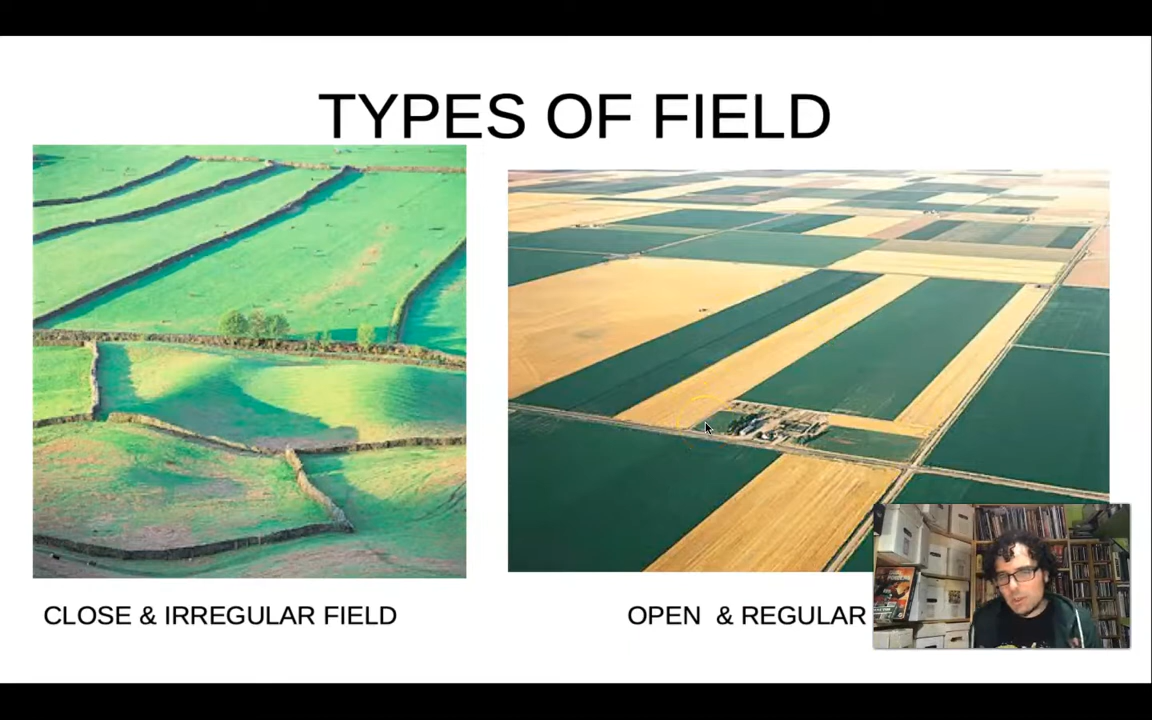 TYPES OF FIELD
CLOSE & IRREGULAR FIELD
OPEN  & REGULAR